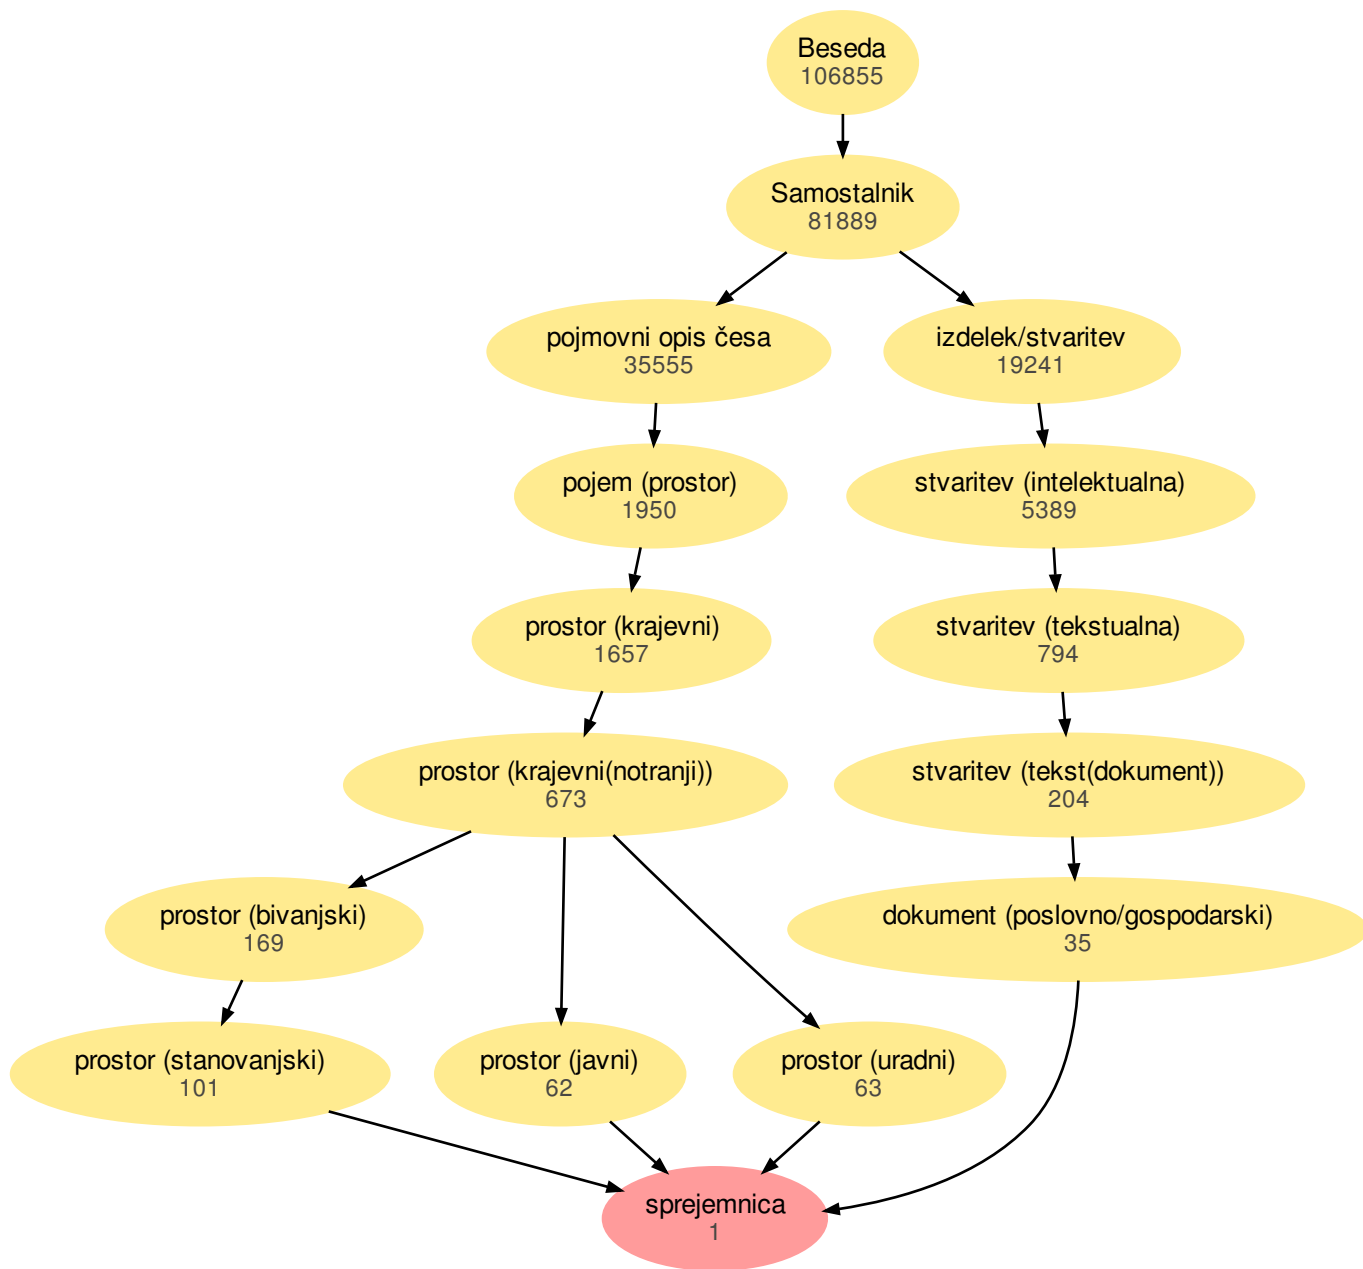 Beseda
106855
Samostalnik
81889
pojmovni opis česa
35555
izdelek/stvaritev
19241
pojem (prostor)
1950
stvaritev (intelektualna)
5389
prostor (krajevni)
1657
stvaritev (tekstualna)
794
prostor (krajevni(notranji))
673
stvaritev (tekst(dokument))
204
prostor (bivanjski)
169
dokument (poslovno/gospodarski)
35
prostor (stanovanjski)
101
prostor (javni)
62
prostor (uradni)
63
sprejemnica
1